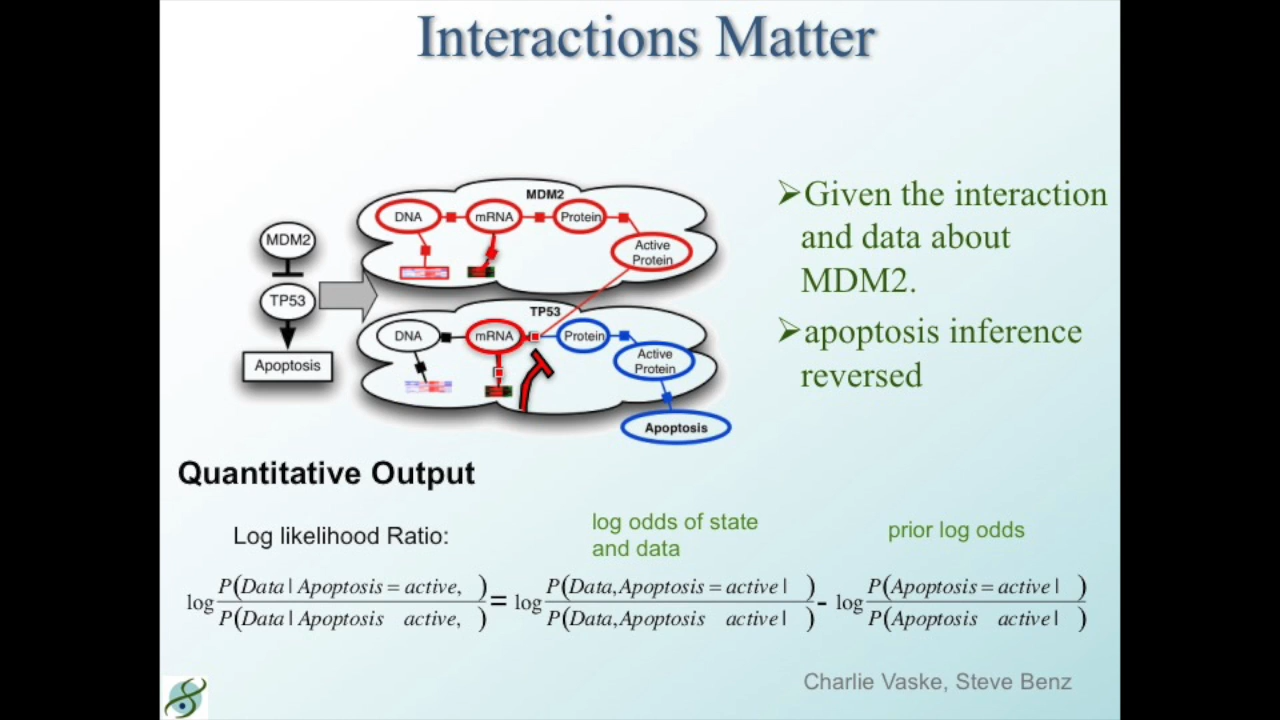 Interactions Matter
MDM2
TP53
Apoptosis
MDM2
DNA
mRNA
Protein
Active
Protein
TP53
DNA
mRNA
Protein
Active
Protein
Apoptosis
➢Given the interaction
and data about
MDM2.
➢apoptosis inference
reversed
Quantitative Output
Log likelihood Ratio:
log odds of state
and data
prior log odds
log P(Data | Apoptosis = active, ) / P(Data | Apoptosis active, ) = log P(Data, Apoptosis = active | ) / P(Data, Apoptosis active | ) - log P(Apoptosis = active | ) / P(Apoptosis active | )
Charlie Vaske, Steve Benz